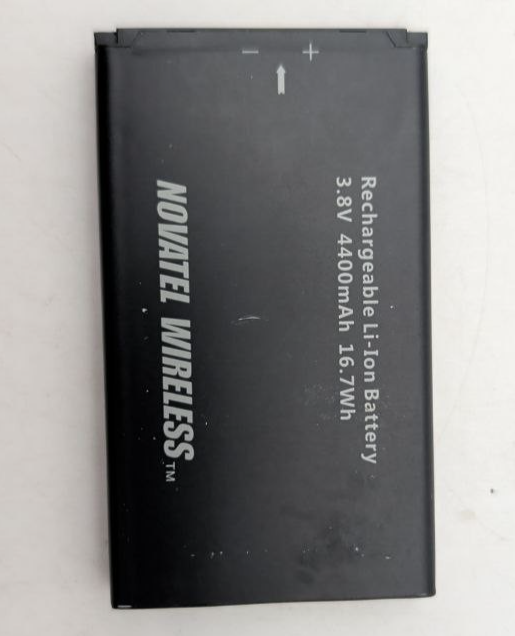 Rechargeable Li-Ion Battery
3.8V 4400mAh 16.7Wh
NOVATEL WIRELESS™
− +